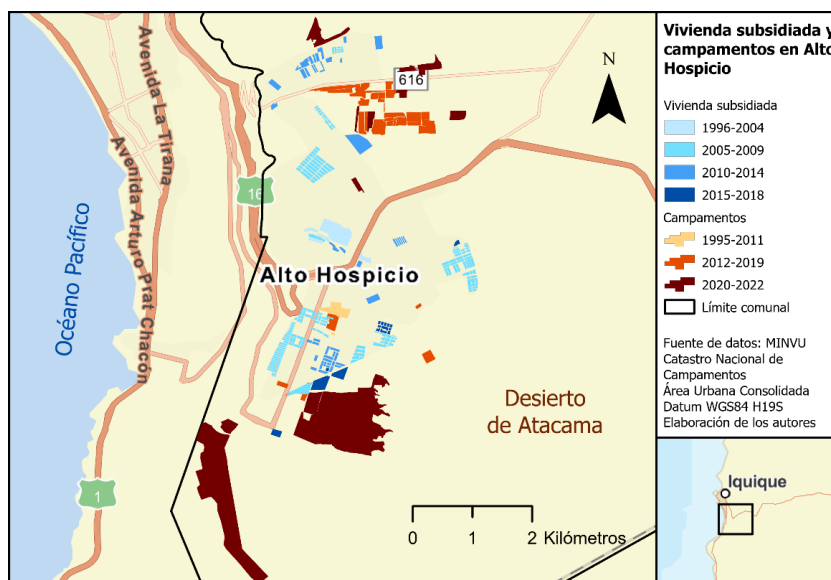 Vivienda subsidiada y
campamentos en Alto
Hospicio
Vivienda subsidiada
1996-2004
2005-2009
2010-2014
2015-2018
Campamentos
1995-2011
2012-2019
2020-2022
Límite comunal
Fuente de datos: MINVU
Catastro Nacional de
Campamentos
Área Urbana Consolidada
Datum WGS84 H19S
Elaboración de los autores
Iquique
N
616
Avenida La Tirana
Avenida Arturo Prat Chacón
16
Océano Pacífico
Alto Hospicio
Desierto
de Atacama
1
0 1 2 Kilómetros